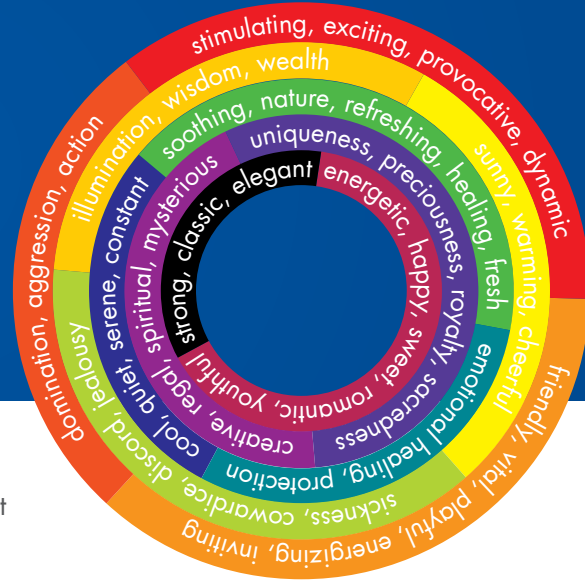 stimulating, exciting, provocative, dynamic
friendly, vital, playful, energizing, inviting
domination, aggression, action
illumination, wisdom, wealth
sunny, warming, cheerful
sickness, cowardice, discord, jealousy
soothing, nature, refreshing, healing, fresh
emotional healing, protection
cool, quiet, serene, constant
uniqueness, preciousness, royalty, sacredness
creative, regal, spiritual, mysterious
strong, classic, elegant
energetic, happy, sweet, romantic, youthful
t